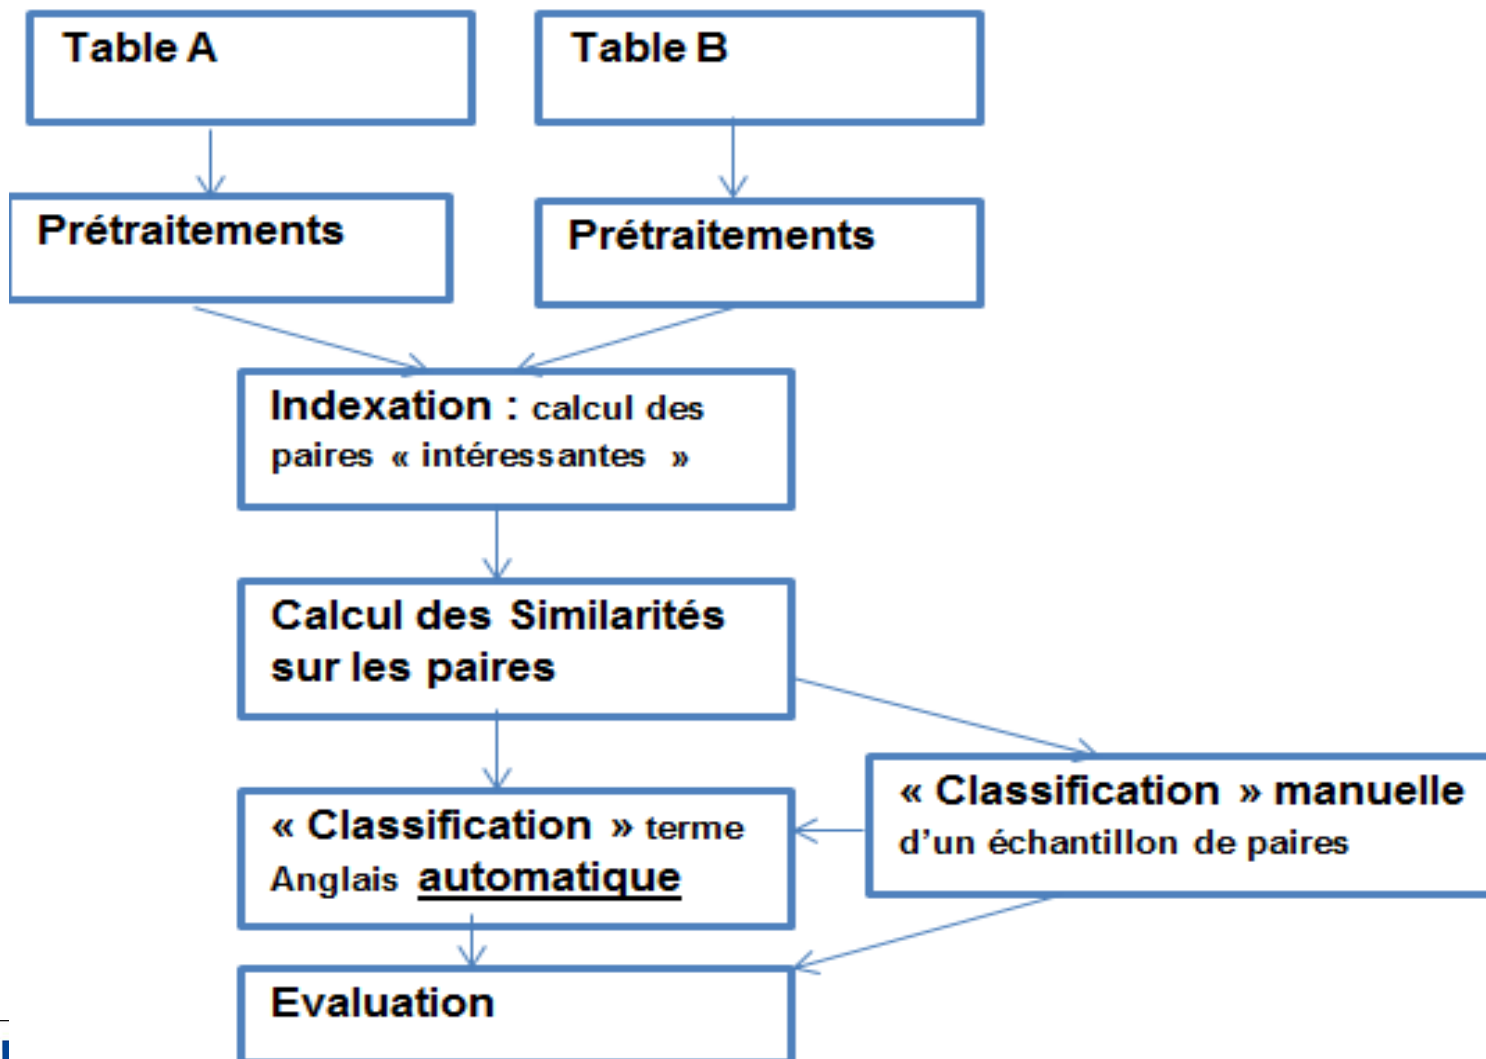 Table A
Table B
Prétraitements
Prétraitements
Indexation : calcul des
paires « intéressantes »
Calcul des Similarités
sur les paires
« Classification » terme
Anglais automatique
« Classification » manuelle
d'un échantillon de paires
Evaluation